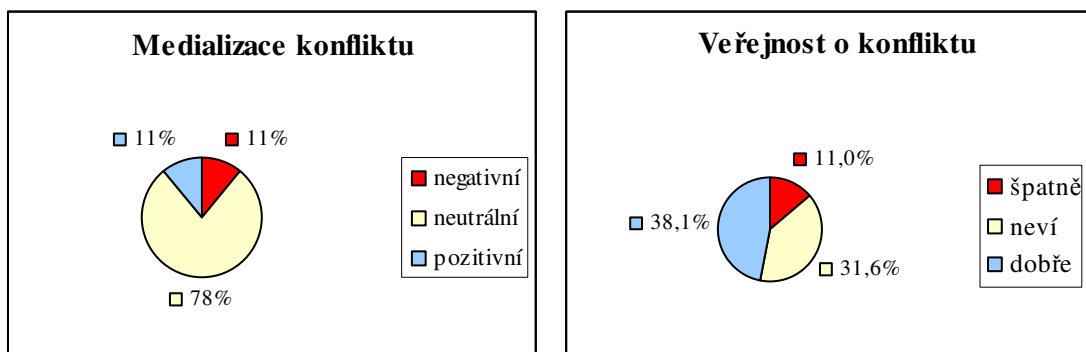 Medializace konfliktu
11%
11%
78%
negativní
neutrální
pozitivní
Veřejnost o konfliktu
11,0%
38,1%
31,6%
špatně
neví
dobře